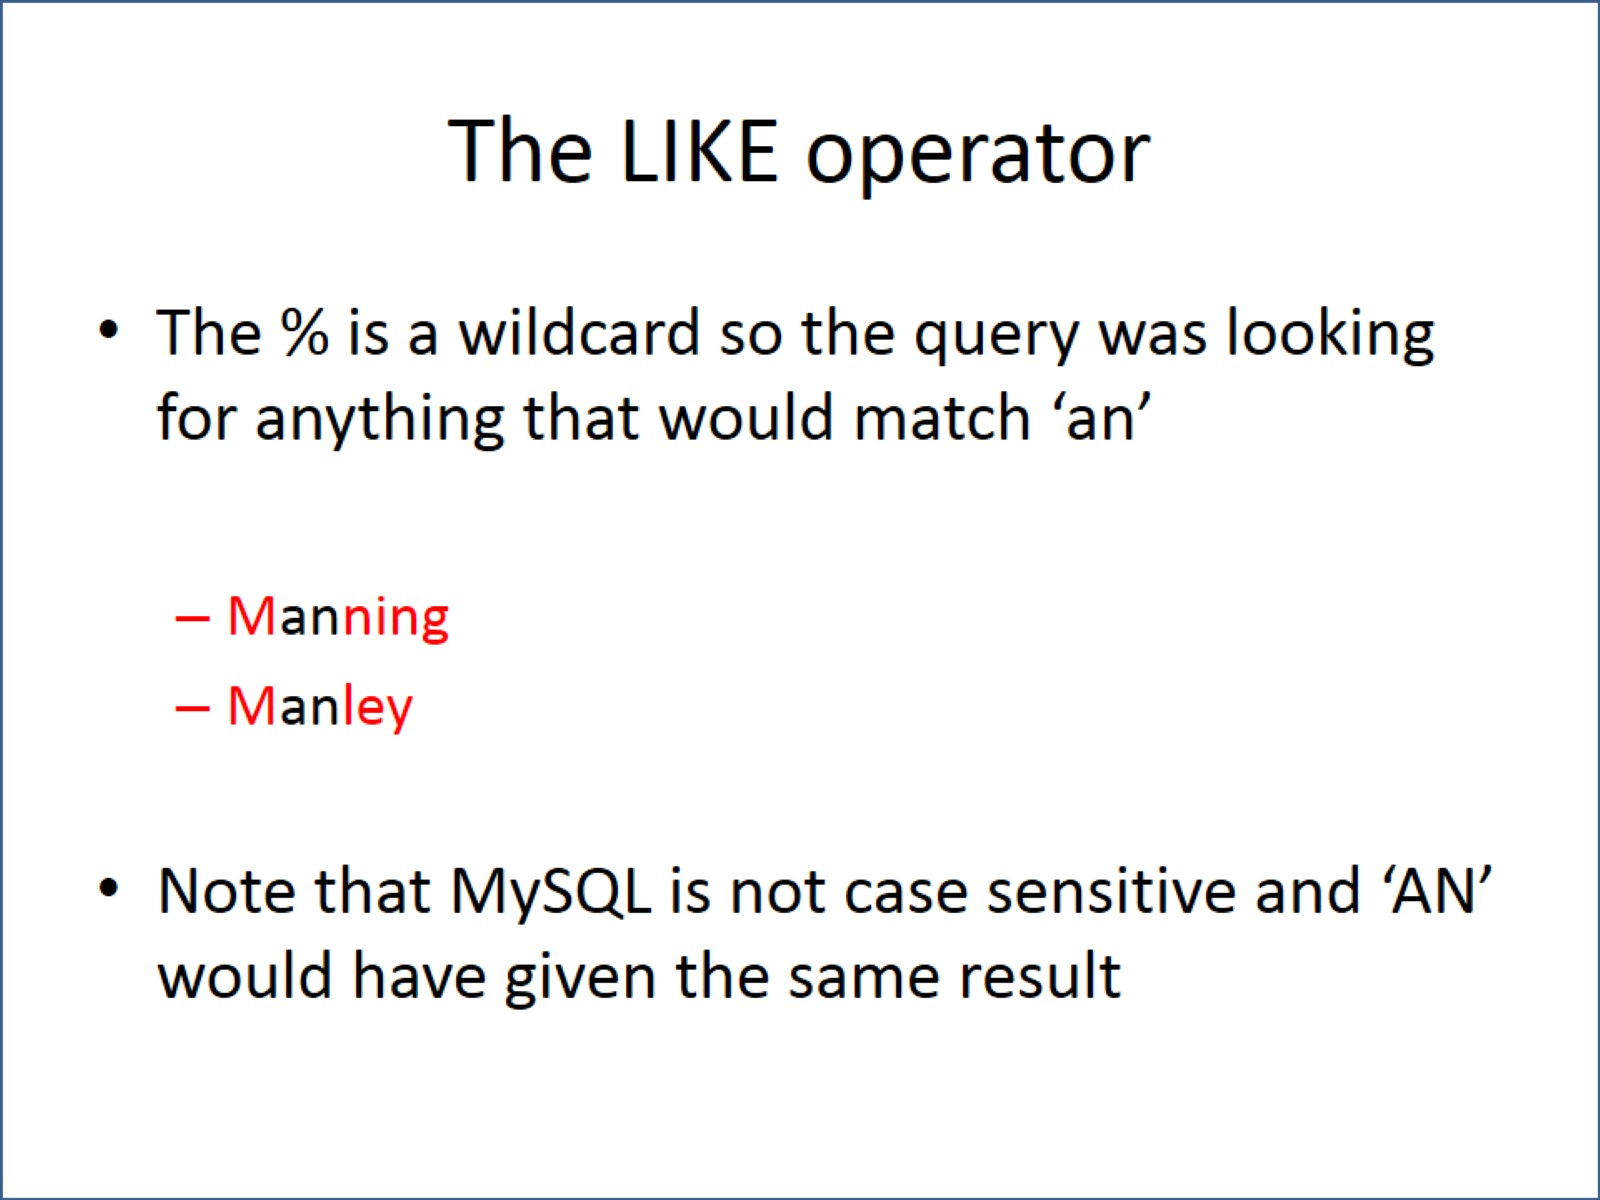 The LIKE operator
• The % is a wildcard so the query was looking
for anything that would match ‘an’
– Manning
– Manley
• Note that MySQL is not case sensitive and ‘AN’
would have given the same result